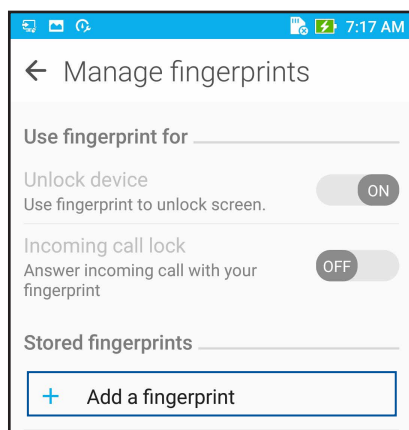 7:17 AM
Manage fingerprints
Use fingerprint for
Unlock device
ON
Use fingerprint to unlock screen.
Incoming call lock
Answer incoming call with your
OFF
fingerprint
Stored fingerprints
+ Add a fingerprint